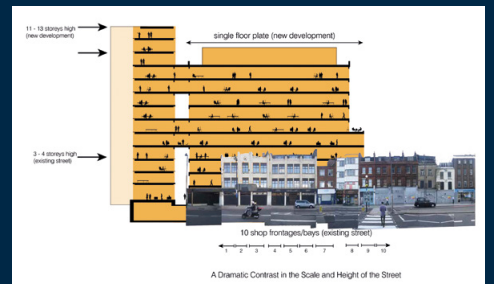 11 - 13 storeys high
(new development)
single floor plate (new development)
3 - 4 storeys high
(existing street)
10 shop frontages/bays (existing street)
1 2 3 4 5 6 7 8 9 10
A Dramatic Contrast in the Scale and Height of the Street